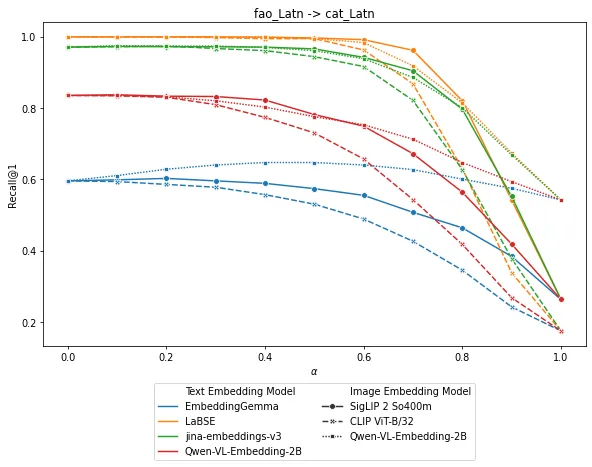 fao_Latn -> cat_Latn
1.0
0.8
0.6
0.4
0.2
Recall@1
0.0 0.2 0.4 0.6 0.8 1.0
α
Text Embedding Model Image Embedding Model
EmbeddingGemma SigLIP 2 So400m
LaBSE CLIP ViT-B/32
jina-embeddings-v3 Qwen-VL-Embedding-2B
Qwen-VL-Embedding-2B